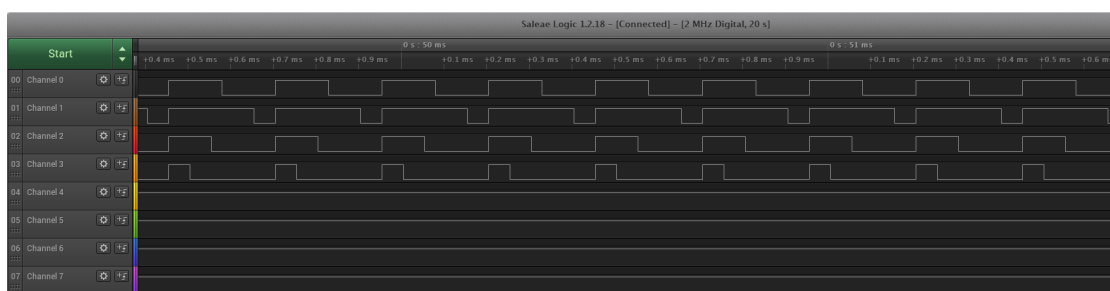 Saleae Logic 1.2.18 – [Connected] – [2 MHz Digital, 20 s]
Start
0 s : 50 ms 0 s : 51 ms
+0.4 ms +0.5 ms +0.6 ms +0.7 ms +0.8 ms +0.9 ms +0.1 ms +0.2 ms +0.3 ms +0.4 ms +0.5 ms +0.6 ms +0.7 ms +0.8 ms +0.9 ms +0.1 ms +0.2 ms +0.3 ms +0.4 ms +0.5 ms +0.6 m
00 Channel 0
01 Channel 1
02 Channel 2
03 Channel 3
04 Channel 4
05 Channel 5
06 Channel 6
07 Channel 7